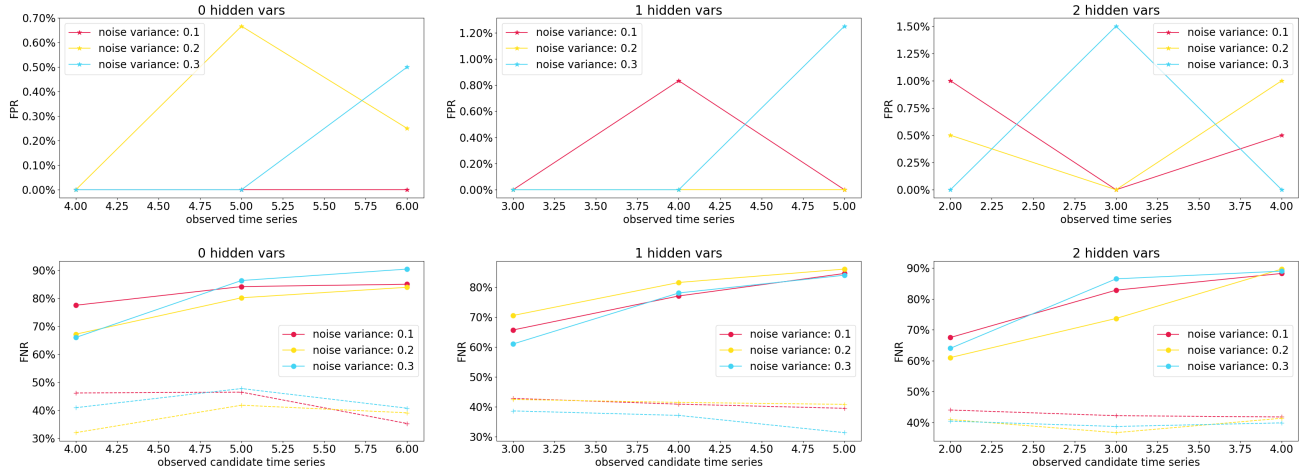 0 hidden vars
0.70%
0.60%
0.50%
0.40%
0.30%
0.20%
0.10%
0.00%
FPR
noise variance: 0.1
noise variance: 0.2
noise variance: 0.3
4.00 4.25 4.50 4.75 5.00 5.25 5.50 5.75 6.00
observed time series
1 hidden vars
1.20%
1.00%
0.80%
0.60%
0.40%
0.20%
0.00%
FPR
noise variance: 0.1
noise variance: 0.2
noise variance: 0.3
3.00 3.25 3.50 3.75 4.00 4.25 4.50 4.75 5.00
observed time series
2 hidden vars
1.50%
1.25%
1.00%
0.75%
0.50%
0.25%
0.00%
FPR
noise variance: 0.1
noise variance: 0.2
noise variance: 0.3
2.00 2.25 2.50 2.75 3.00 3.25 3.50 3.75 4.00
observed time series
0 hidden vars
90%
80%
70%
60%
50%
40%
30%
FNR
noise variance: 0.1
noise variance: 0.2
noise variance: 0.3
4.00 4.25 4.50 4.75 5.00 5.25 5.50 5.75 6.00
observed candidate time series
1 hidden vars
80%
70%
60%
50%
40%
30%
FNR
noise variance: 0.1
noise variance: 0.2
noise variance: 0.3
3.00 3.25 3.50 3.75 4.00 4.25 4.50 4.75 5.00
observed candidate time series
2 hidden vars
90%
80%
70%
60%
50%
40%
FNR
noise variance: 0.1
noise variance: 0.2
noise variance: 0.3
2.00 2.25 2.50 2.75 3.00 3.25 3.50 3.75 4.00
observed candidate time series